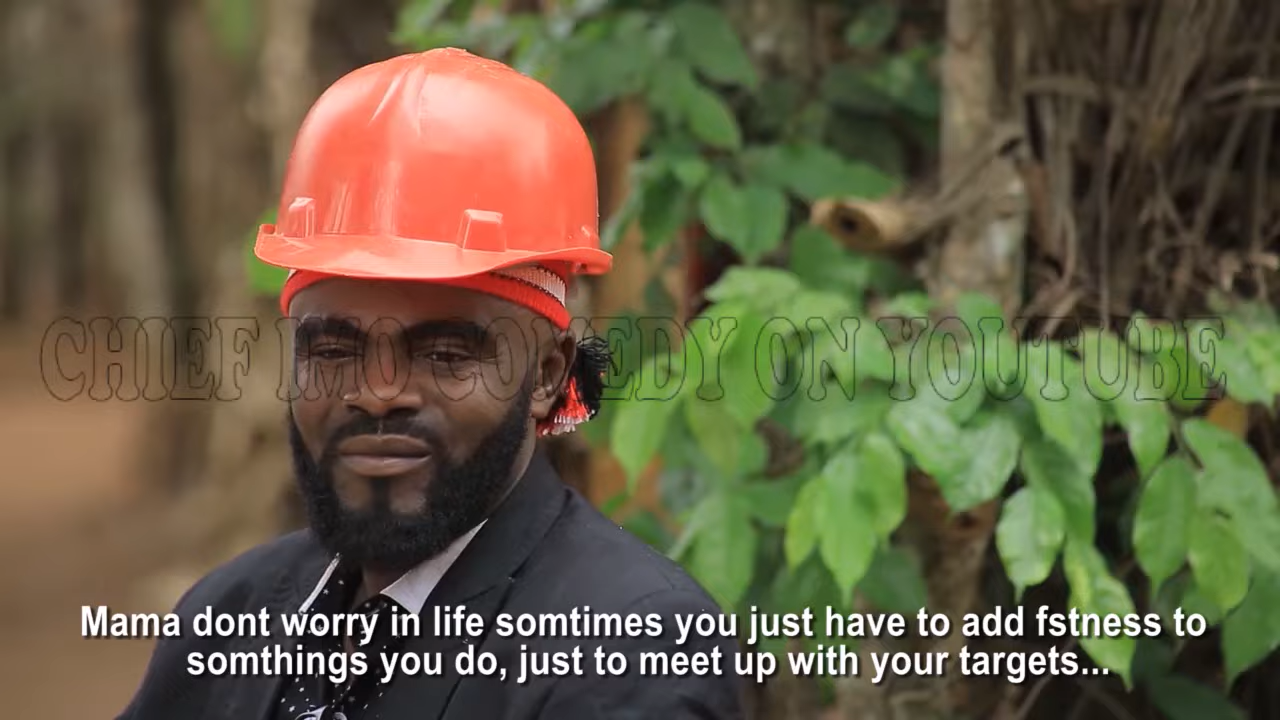 CHIEF IMO COMEDY ON YOUTUBE
Mama dont worry in life somtimes you just have to add fstness to
somthings you do, just to meet up with your targets...